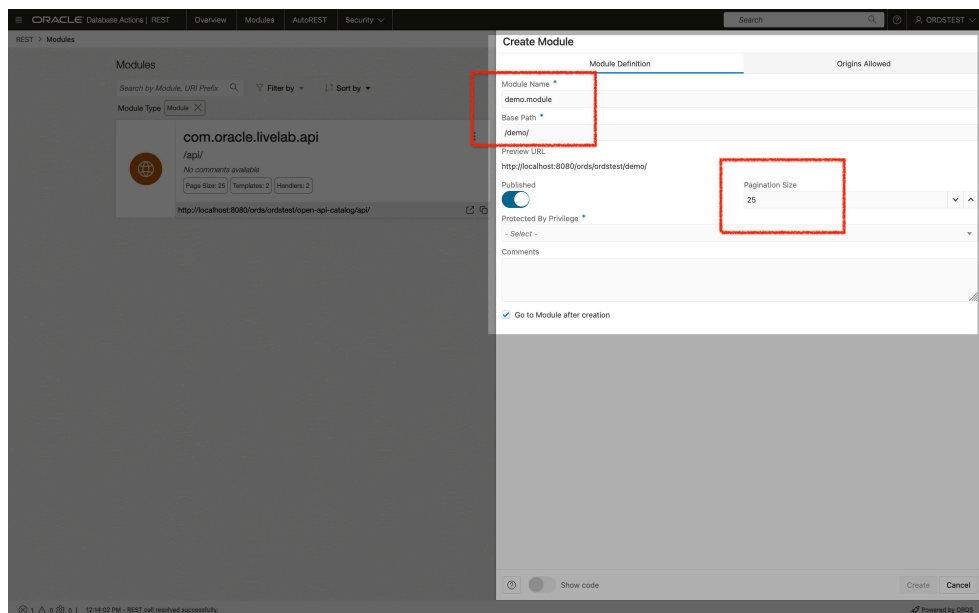 ORACLE Database Actions | REST Overview Modules AutoREST Security Search ORDSTEST
REST > Modules
Modules
Search by Module, URI Prefix Filter by Sort by
Module Type Module X
com.oracle.livelab.api
/api/
No comments available
Page Size: 25 Templates: 2 Handlers: 2
http://localhost:8080/ords/ordstest/open-api-catalog/api/
Create Module
Module Definition Origins Allowed
Module Name *
demo.module
Base Path *
/demo/
Preview URL
http://localhost:8080/ords/ordstest/demo/
Published Pagination Size
25
Protected By Privilege *
- Select -
Comments
Go to Module after creation
Show code Create Cancel
1 0 0 | 12:14:02 PM - REST call resolved successfully. Powered by ORDS